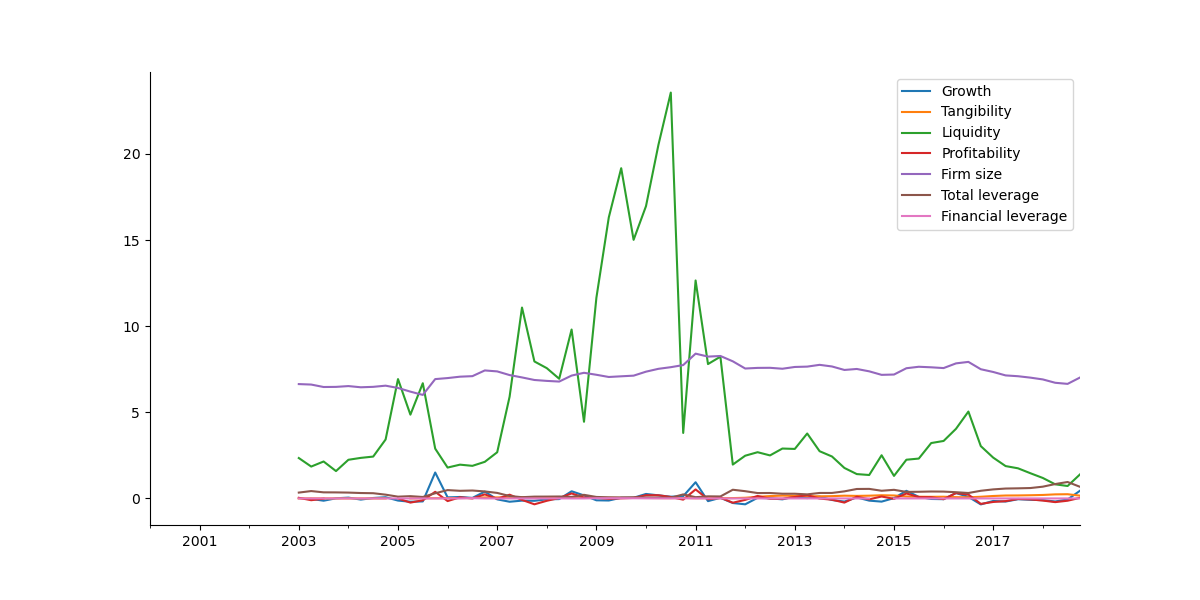 20
15
10
5
0
2001 2003 2005 2007 2009 2011 2013 2015 2017
Growth
Tangibility
Liquidity
Profitability
Firm size
Total leverage
Financial leverage